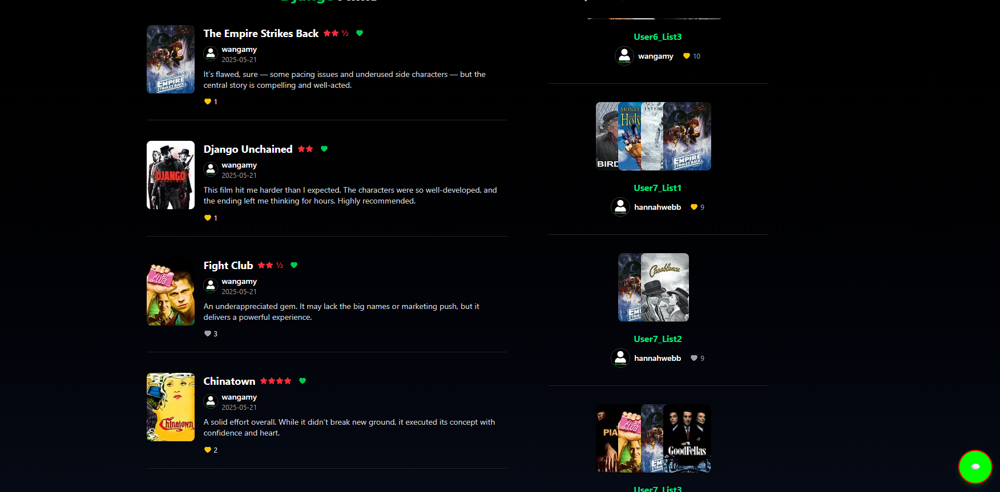 Django Films
The Empire Strikes Back ½
wangamy
2025-05-21
It’s flawed, sure — some pacing issues and underused side characters — but the
central story is compelling and well-acted.
1
Django Unchained
wangamy
2025-05-21
This film hit me harder than I expected. The characters were so well-developed, and
the ending left me thinking for hours. Highly recommended.
1
Fight Club ½
wangamy
2025-05-21
An underappreciated gem. It may lack the big names or marketing push, but it
delivers a powerful experience.
3
Chinatown
wangamy
2025-05-21
A solid effort overall. While it didn’t break new ground, it executed its concept with
confidence and heart.
2
EMPIRE
STRIKES BACK
DJANGO
FIGHT
CLUB
Chinatown
User6_List3
wangamy 10
BIRD
MONTY
Holy
INTERS
EMPIRE
STRIKES BACK
User7_List1
hannahwebb 9
EMI
Casablanca
User7_List2
hannahwebb 9
PIA
CLUB
EMI
GoodFellas
User7_List3